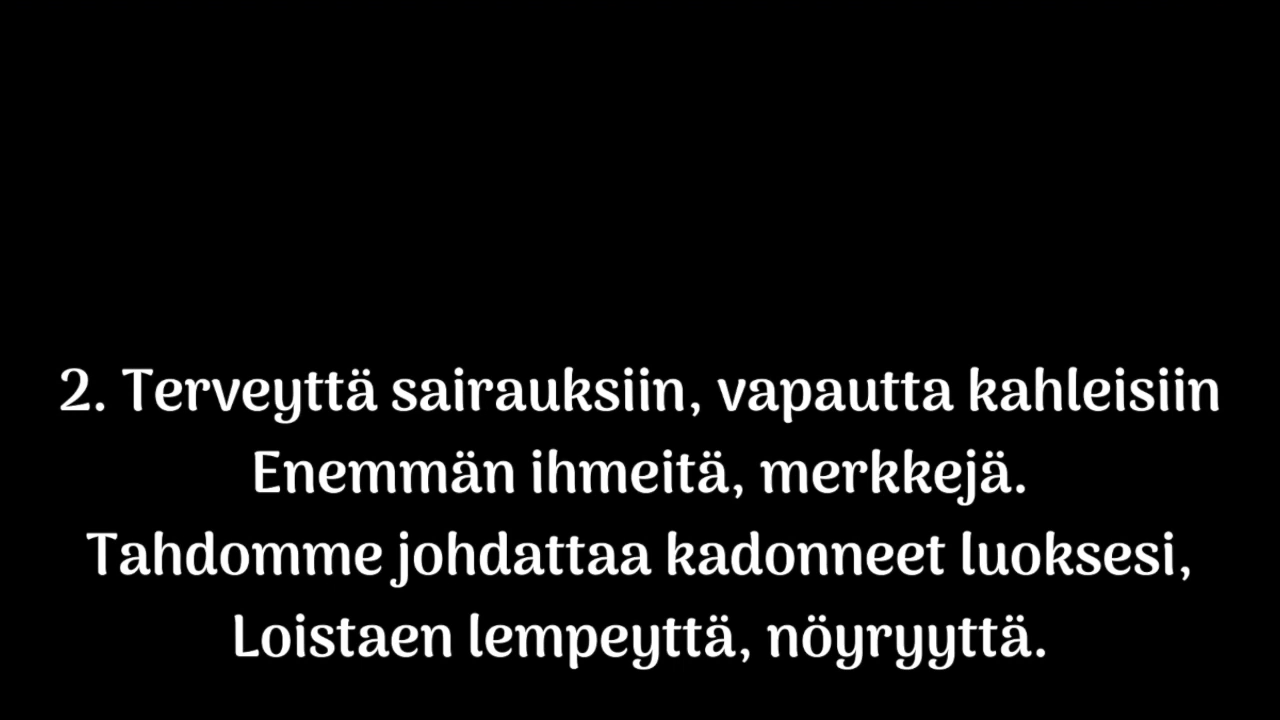 2. Terveyttä sairauksiin, vapautta kahleisiin
Enemmän ihmeitä, merkkejä.
Tahdomme johdattaa kadonneet luoksesi,
Loistaen lempeyttä, nöyryyttä.